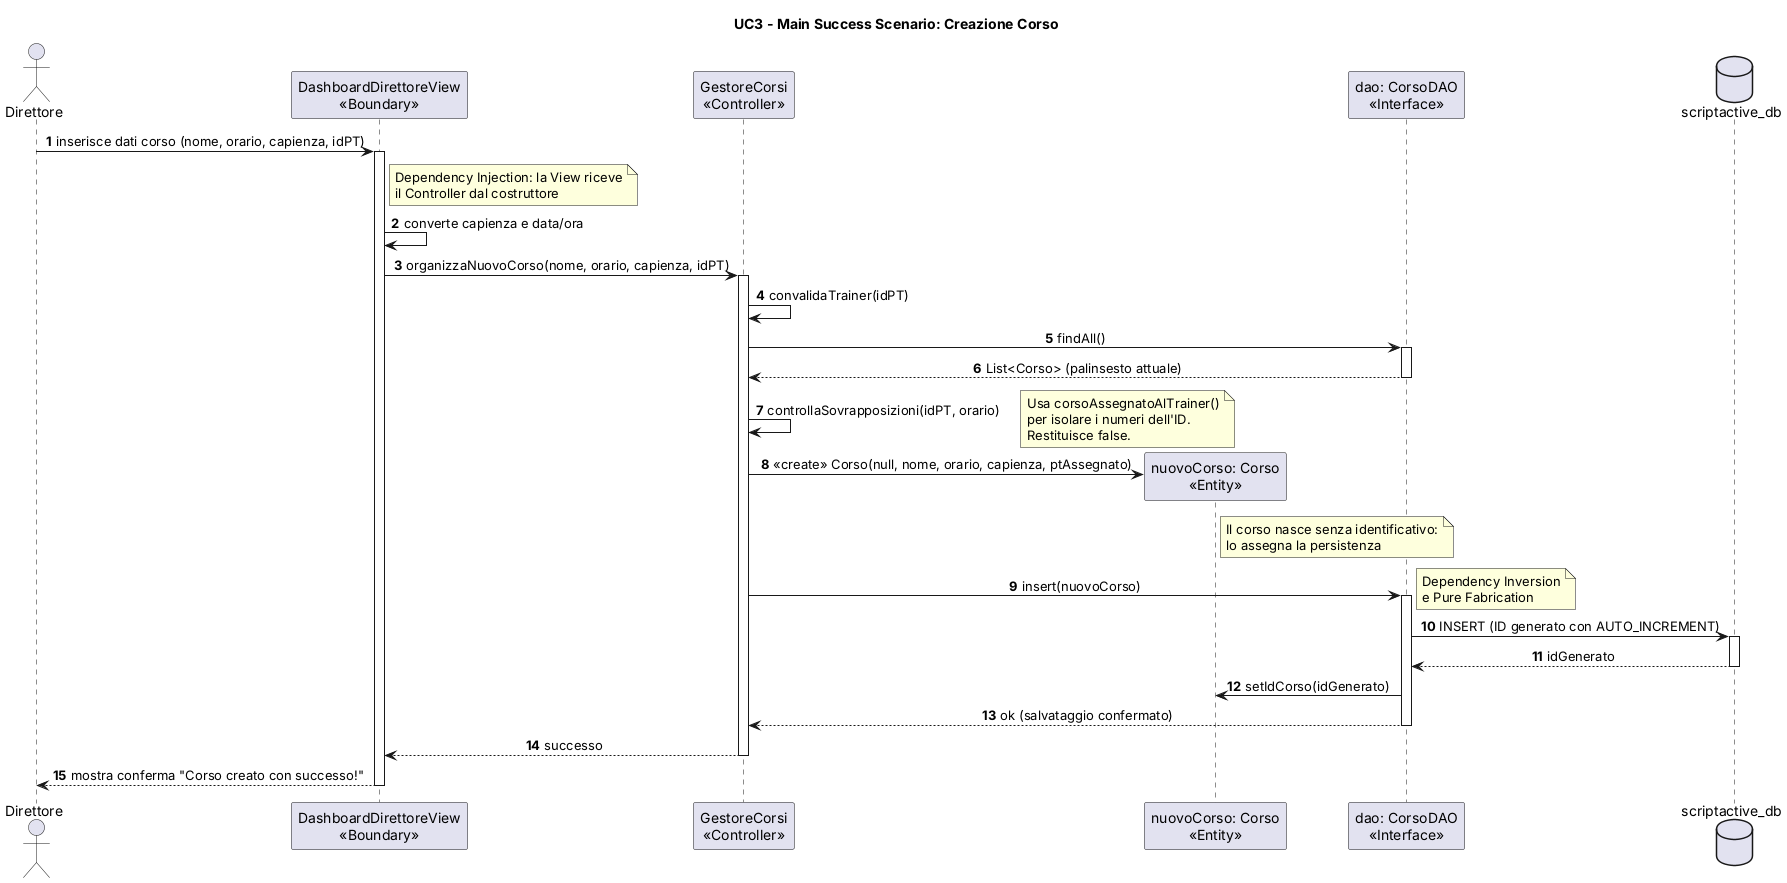 UC3 - Main Success Scenario: Creazione Corso
Direttore
DashboardDirettoreView
«Boundary»
GestoreCorsi
«Controller»
dao: CorsoDAO
«Interface»
scriptactive_db
1 inserisce dati corso (nome, orario, capienza, idPT)
Dependency Injection: la View riceve
il Controller dal costruttore
2 converte capienza e data/ora
3 organizzaNuovoCorso(nome, orario, capienza, idPT)
4 convalidaTrainer(idPT)
5 findAll()
6 List<Corso> (palinsesto attuale)
7 controllaSovrapposizioni(idPT, orario)
Usa corsoAssegnatoAlTrainer()
per isolare i numeri dell'ID.
Restituisce false.
8 «create» Corso(null, nome, orario, capienza, ptAssegnato)
nuovoCorso: Corso
«Entity»
Il corso nasce senza identificativo:
lo assegna la persistenza
9 insert(nuovoCorso)
Dependency Inversion
e Pure Fabrication
10 INSERT (ID generato con AUTO_INCREMENT)
11 idGenerato
12 setIdCorso(idGenerato)
13 ok (salvataggio confermato)
14 successo
15 mostra conferma "Corso creato con successo!"
Direttore
DashboardDirettoreView
«Boundary»
GestoreCorsi
«Controller»
nuovoCorso: Corso
«Entity»
dao: CorsoDAO
«Interface»
scriptactive_db